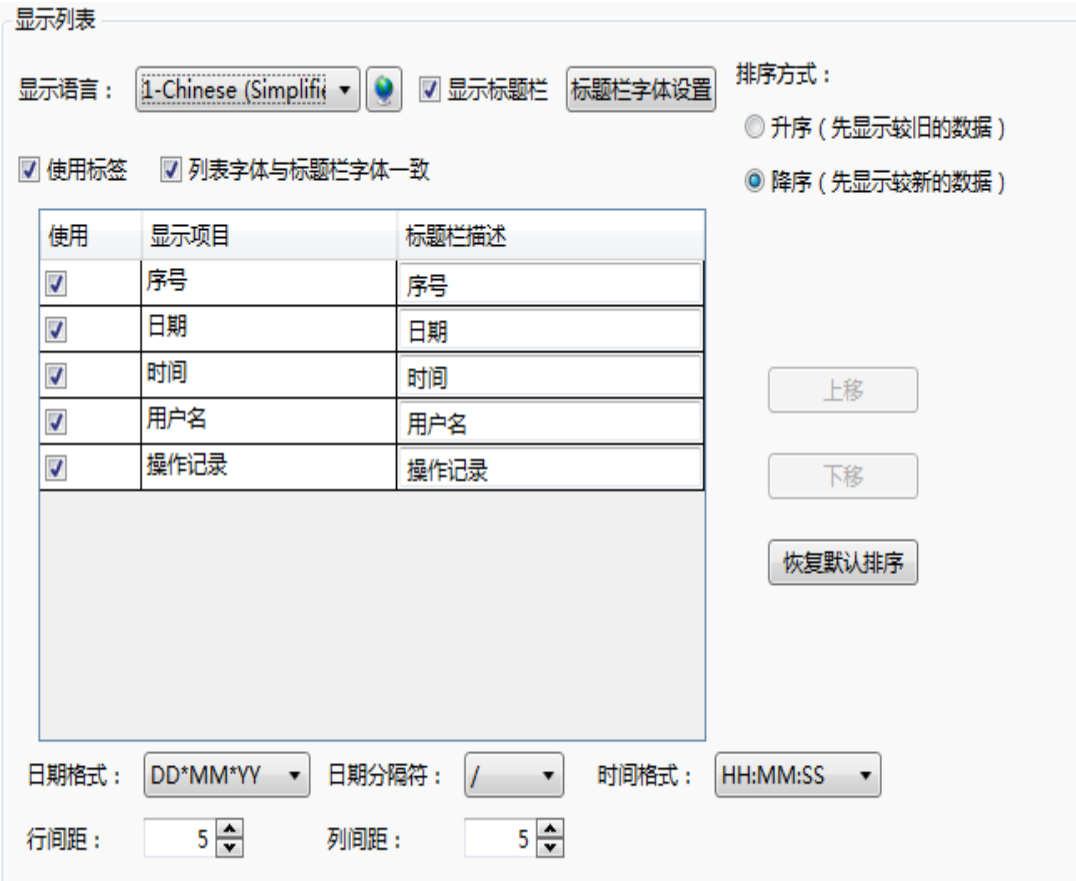 显示列表
显示语言： 1-Chinese (Simplifie 显示标题栏 标题栏字体设置 排序方式：
升序（先显示较旧的数据）
使用标签 列表字体与标题栏字体一致 降序（先显示较新的数据）
使用 显示项目 标题栏描述
序号 序号
日期 日期
时间 时间
上移
用户名 用户名
操作记录 操作记录
下移
恢复默认排序
日期格式： DD*MM*YY 日期分隔符： / 时间格式： HH:MM:SS
行间距： 5 列间距： 5